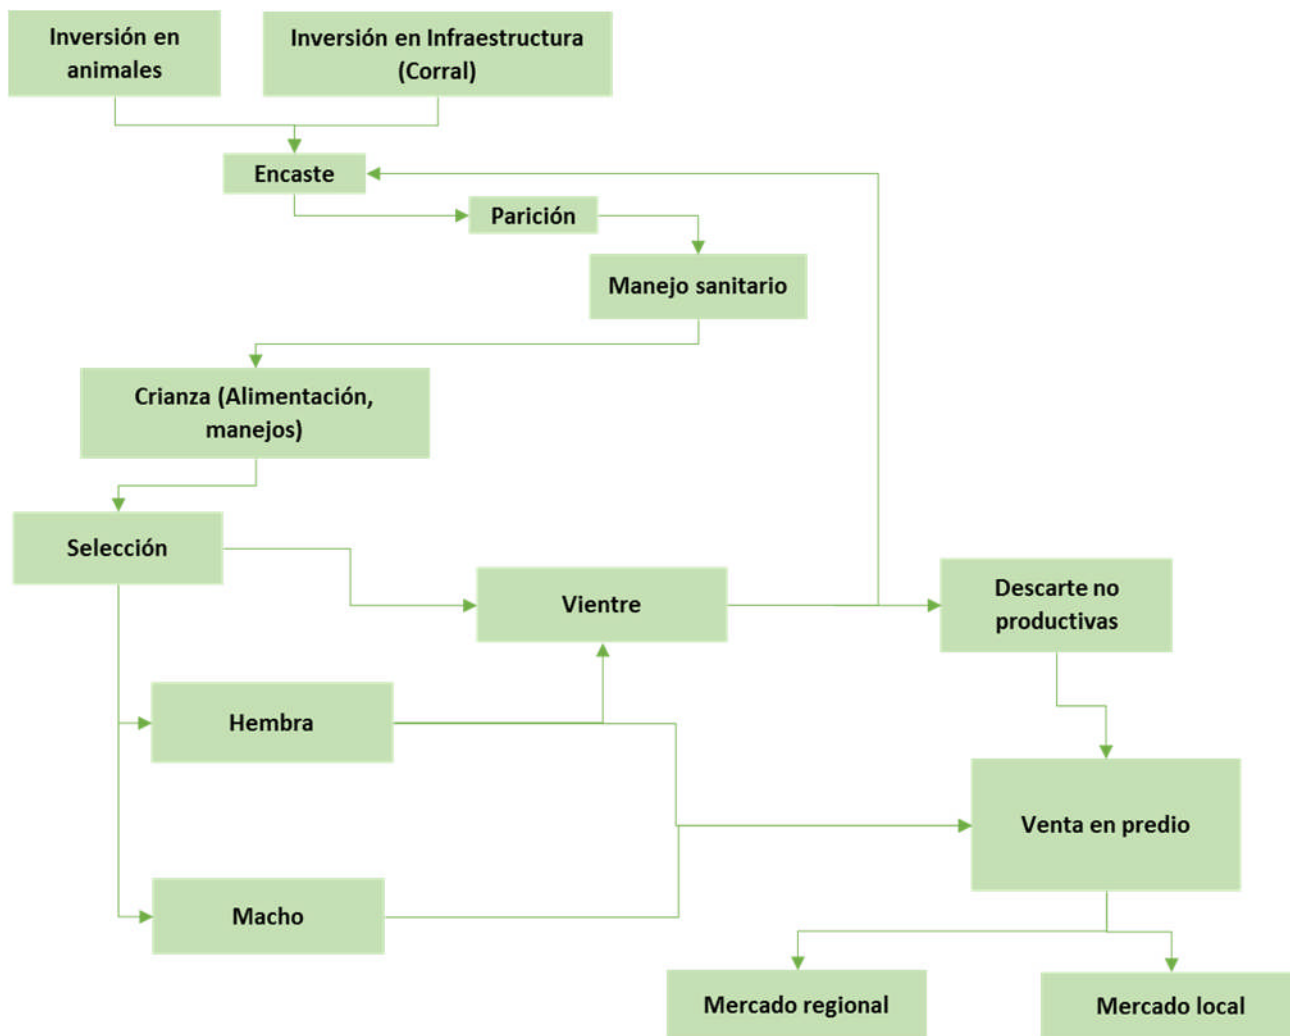 Inversión en
animales
Inversión en Infraestructura
(Corral)
Encaste
Parición
Manejo sanitario
Crianza (Alimentación,
manejos)
Selección
Vientre
Descarte no
productivas
Hembra
Venta en predio
Macho
Mercado regional
Mercado local